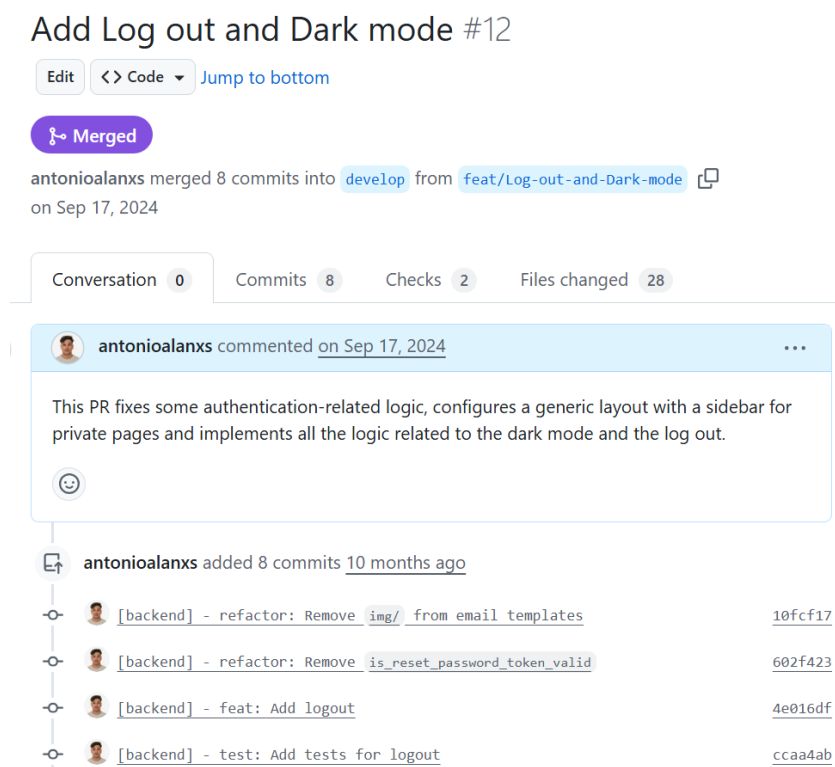 Add Log out and Dark mode #12
Edit <> Code Jump to bottom
Merged
antonioalanxs merged 8 commits into develop from feat/Log-out-and-Dark-mode
on Sep 17, 2024
Conversation 0 Commits 8 Checks 2 Files changed 28
antonioalanxs commented on Sep 17, 2024 ...
This PR fixes some authentication-related logic, configures a generic layout with a sidebar for
private pages and implements all the logic related to the dark mode and the log out.
antonioalanxs added 8 commits 10 months ago
[backend] - refactor: Remove img/ from email templates 10fcf17
[backend] - refactor: Remove is_reset_password_token_valid 602f423
[backend] - feat: Add logout 4e016df
[backend] - test: Add tests for logout ccaa4ab